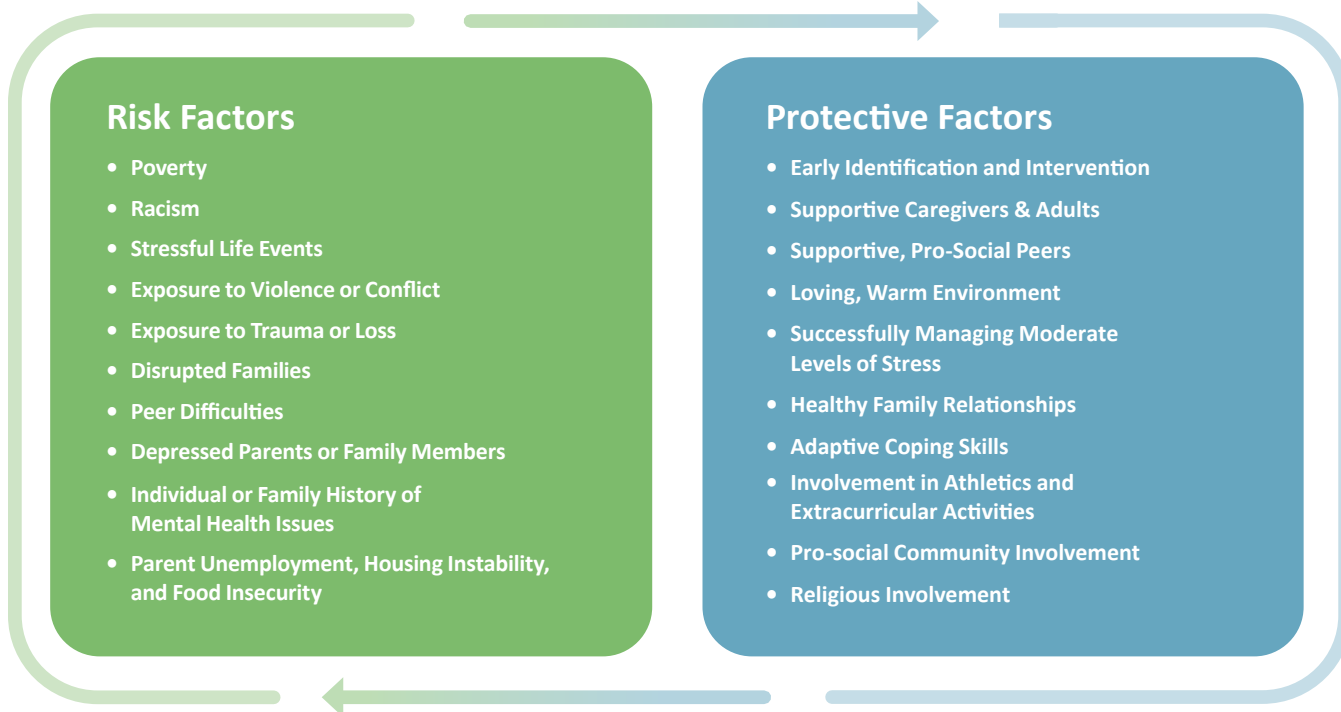 Risk Factors
• Poverty
• Racism
• Stressful Life Events
• Exposure to Violence or Conflict
• Exposure to Trauma or Loss
• Disrupted Families
• Peer Difficulties
• Depressed Parents or Family Members
• Individual or Family History of
Mental Health Issues
• Parent Unemployment, Housing Instability,
and Food Insecurity
Protective Factors
• Early Identification and Intervention
• Supportive Caregivers & Adults
• Supportive, Pro-Social Peers
• Loving, Warm Environment
• Successfully Managing Moderate
Levels of Stress
• Healthy Family Relationships
• Adaptive Coping Skills
• Involvement in Athletics and
Extracurricular Activities
• Pro-social Community Involvement
• Religious Involvement